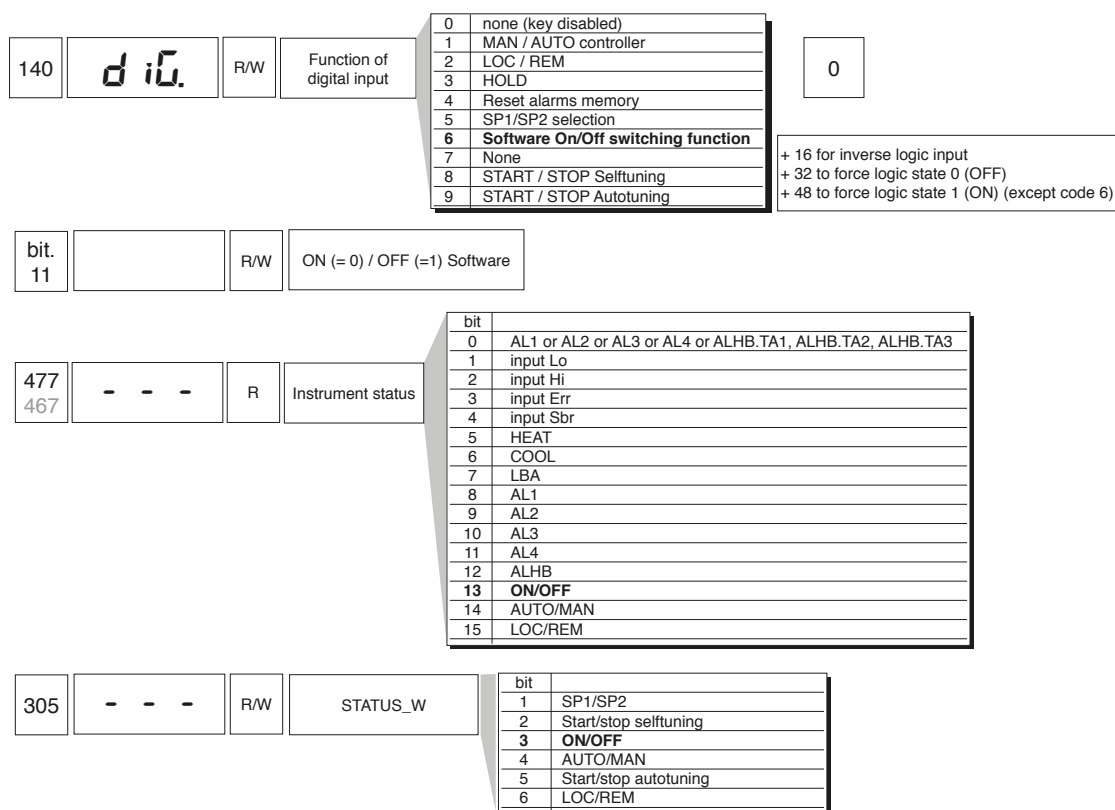 140
diG.
R/W
Function of
digital input
0 none (key disabled)
1 MAN / AUTO controller
2 LOC / REM
3 HOLD
4 Reset alarms memory
5 SP1/SP2 selection
6 Software On/Off switching function
7 None
8 START / STOP Selftuning
9 START / STOP Autotuning
0
+ 16 for inverse logic input
+ 32 to force logic state 0 (OFF)
+ 48 to force logic state 1 (ON) (except code 6)
bit.
11
R/W
ON (= 0) / OFF (=1) Software
477
467
- - -
R
Instrument status
bit
0 AL1 or AL2 or AL3 or AL4 or ALHB.TA1, ALHB.TA2, ALHB.TA3
1 input Lo
2 input Hi
3 input Err
4 input Sbr
5 HEAT
6 COOL
7 LBA
8 AL1
9 AL2
10 AL3
11 AL4
12 ALHB
13 ON/OFF
14 AUTO/MAN
15 LOC/REM
305
- - -
R/W
STATUS_W
bit
1 SP1/SP2
2 Start/stop selftuning
3 ON/OFF
4 AUTO/MAN
5 Start/stop autotuning
6 LOC/REM